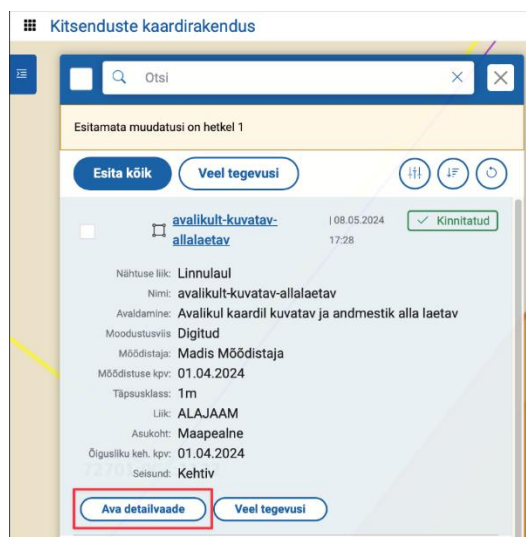 Kitsenduste kaardirakendus
Otsi
Esitamata muudatusi on hetkel 1
Esita kõik Veel tegevusi
avalikult-kuvatav- | 08.05.2024 Kinnitatud
allalaetav 17:28
Nähtuse liik: Linnulaul
Nimi: avalikult-kuvatav-allalaetav
Avaldamine: Avalikul kaardil kuvatav ja andmestik alla laetav
Moodustusviis Digitud
Mõõdistaja: Madis Mõõdistaja
Mõõdistuse kpv: 01.04.2024
Täpsusklass: 1m
Liik: ALAJAAM
Asukoht: Maapealne
Õigusliku keh. kpv: 01.04.2024
Seisund: Kehtiv
Ava detailvaade Veel tegevusi